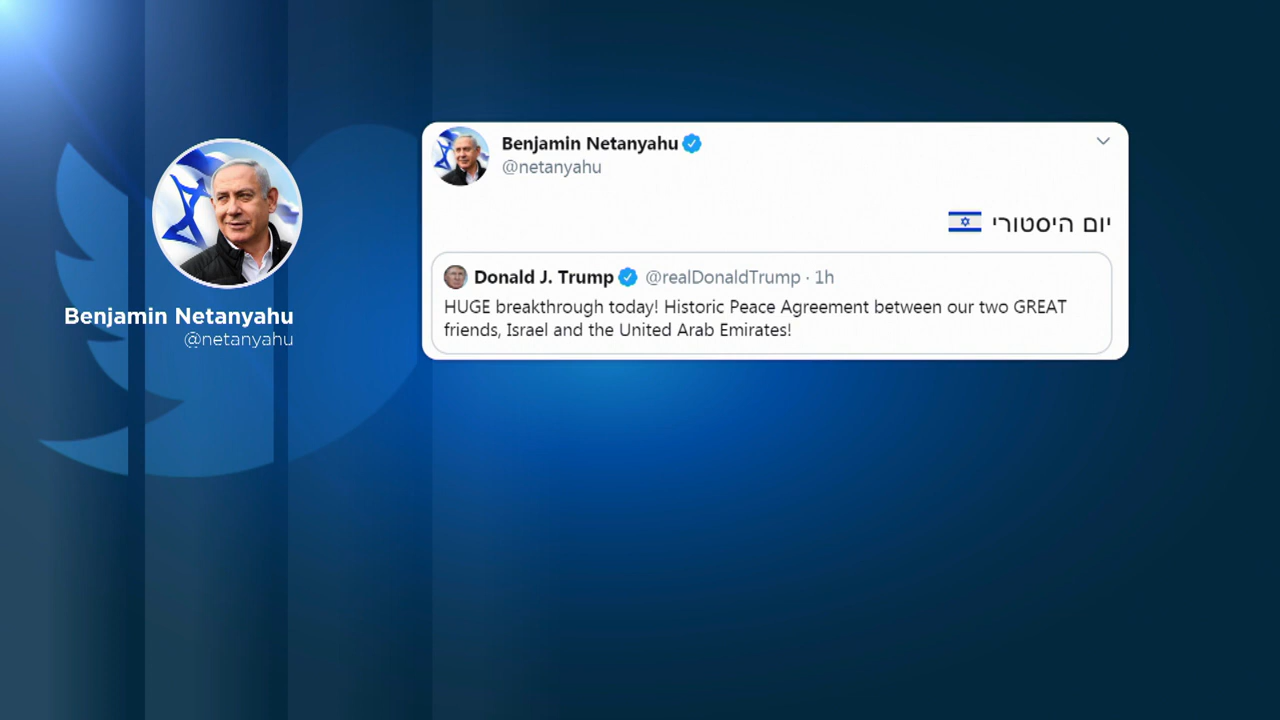 Benjamin Netanyahu
@netanyahu
Benjamin Netanyahu
@netanyahu
יום היסטורי 🇮🇱
Donald J. Trump @realDonaldTrump · 1h
HUGE breakthrough today! Historic Peace Agreement between our two GREAT
friends, Israel and the United Arab Emirates!